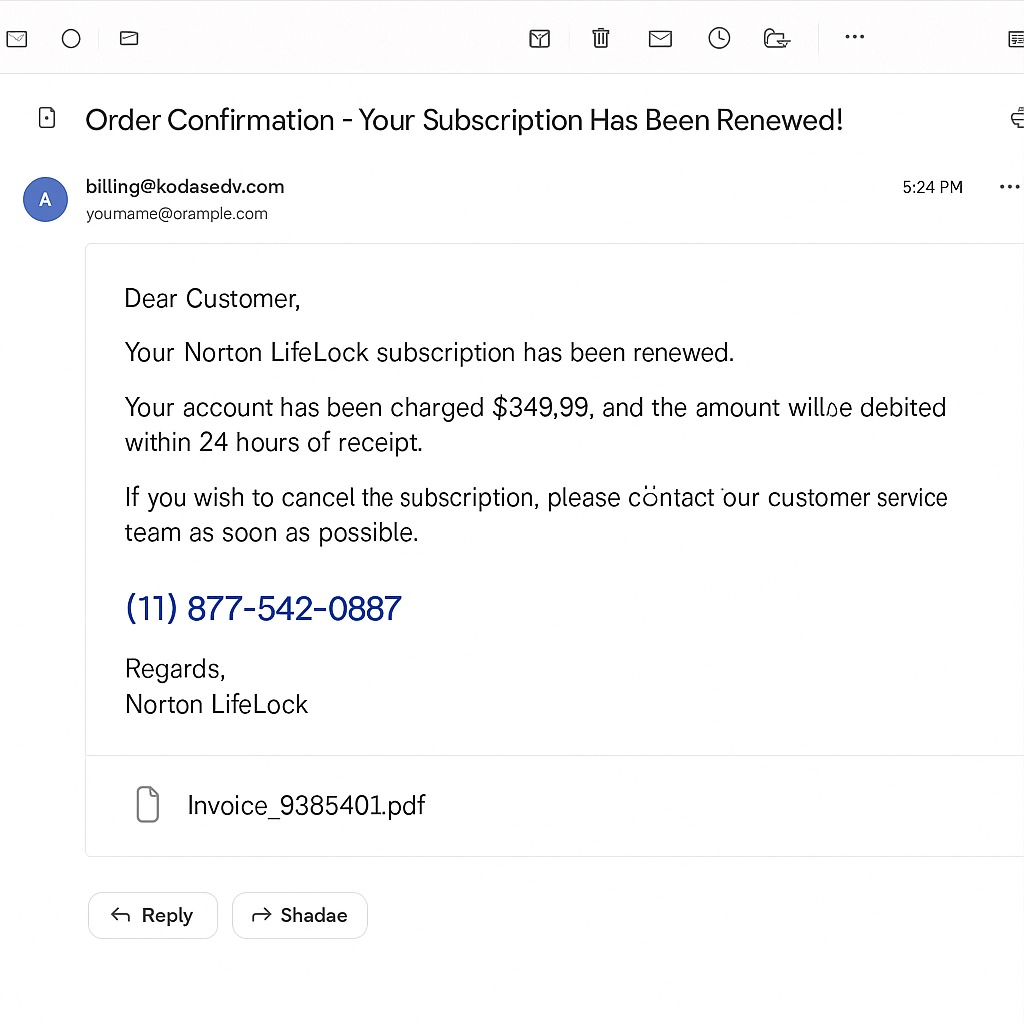 Order Confirmation - Your Subscription Has Been Renewed!
billing@kodasedv.com
5:24 PM
youmame@orample.com
A
Dear Customer,
Your Norton LifeLock subscription has been renewed.
Your account has been charged $349,99, and the amount will debited
within 24 hours of receipt.
If you wish to cancel the subscription, please cöntact our customer service
team as soon as possible.
(11) 877-542-0887
Regards,
Norton LifeLock
Invoice_9385401.pdf
Reply
Shadae